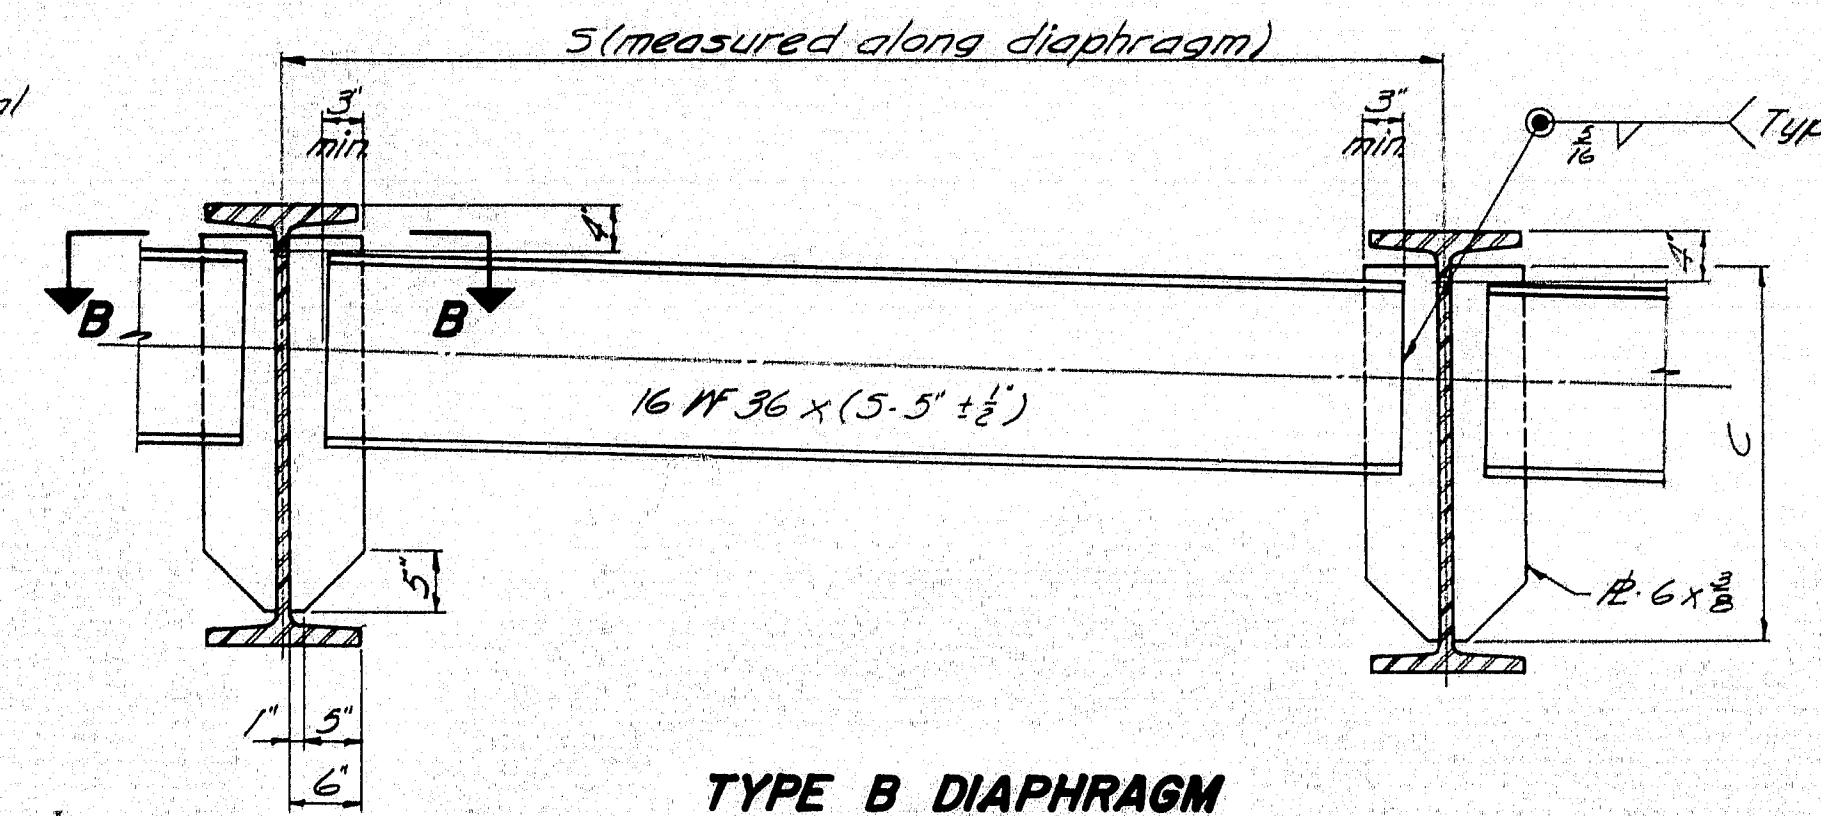 S (measured along diaphragm)
3"
min.
3"
min.
5/16
Typ
4"
4"
B
B
16 WF 36 x (S-5" ± 1/2")
C
5"
PL 6 x 3/8
1"
5"
6"
TYPE B DIAPHRAGM